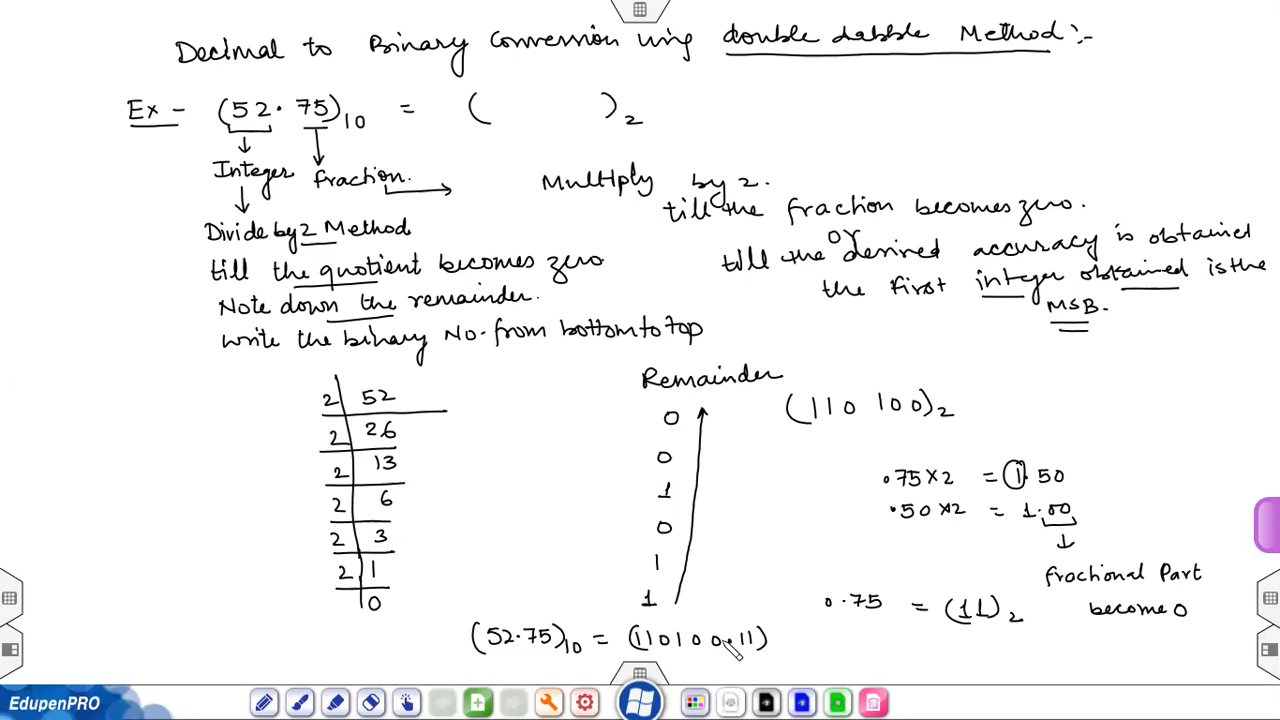 Decimal to Binary Conversion using double dabble Method :-
Ex - (52.75)10 = ( )2
Integer fraction.
Multiply by 2.
till the fraction becomes zero.
or
till the desired accuracy is obtained
the first integer obtained is the
MSB.
Divide by 2 Method
till the quotient becomes zero
Note down the remainder.
write the binary No. from bottom to top
Remainder
2 52 0
2 26 0
2 13 1
2 6 0
2 3 1
2 1 1
0
(110 100)2
.75×2 = 1.50
.50×2 = 1.00
fractional Part
become 0
0.75 = (11)2
(52.75)10 = (110100.11)
EdupenPRO